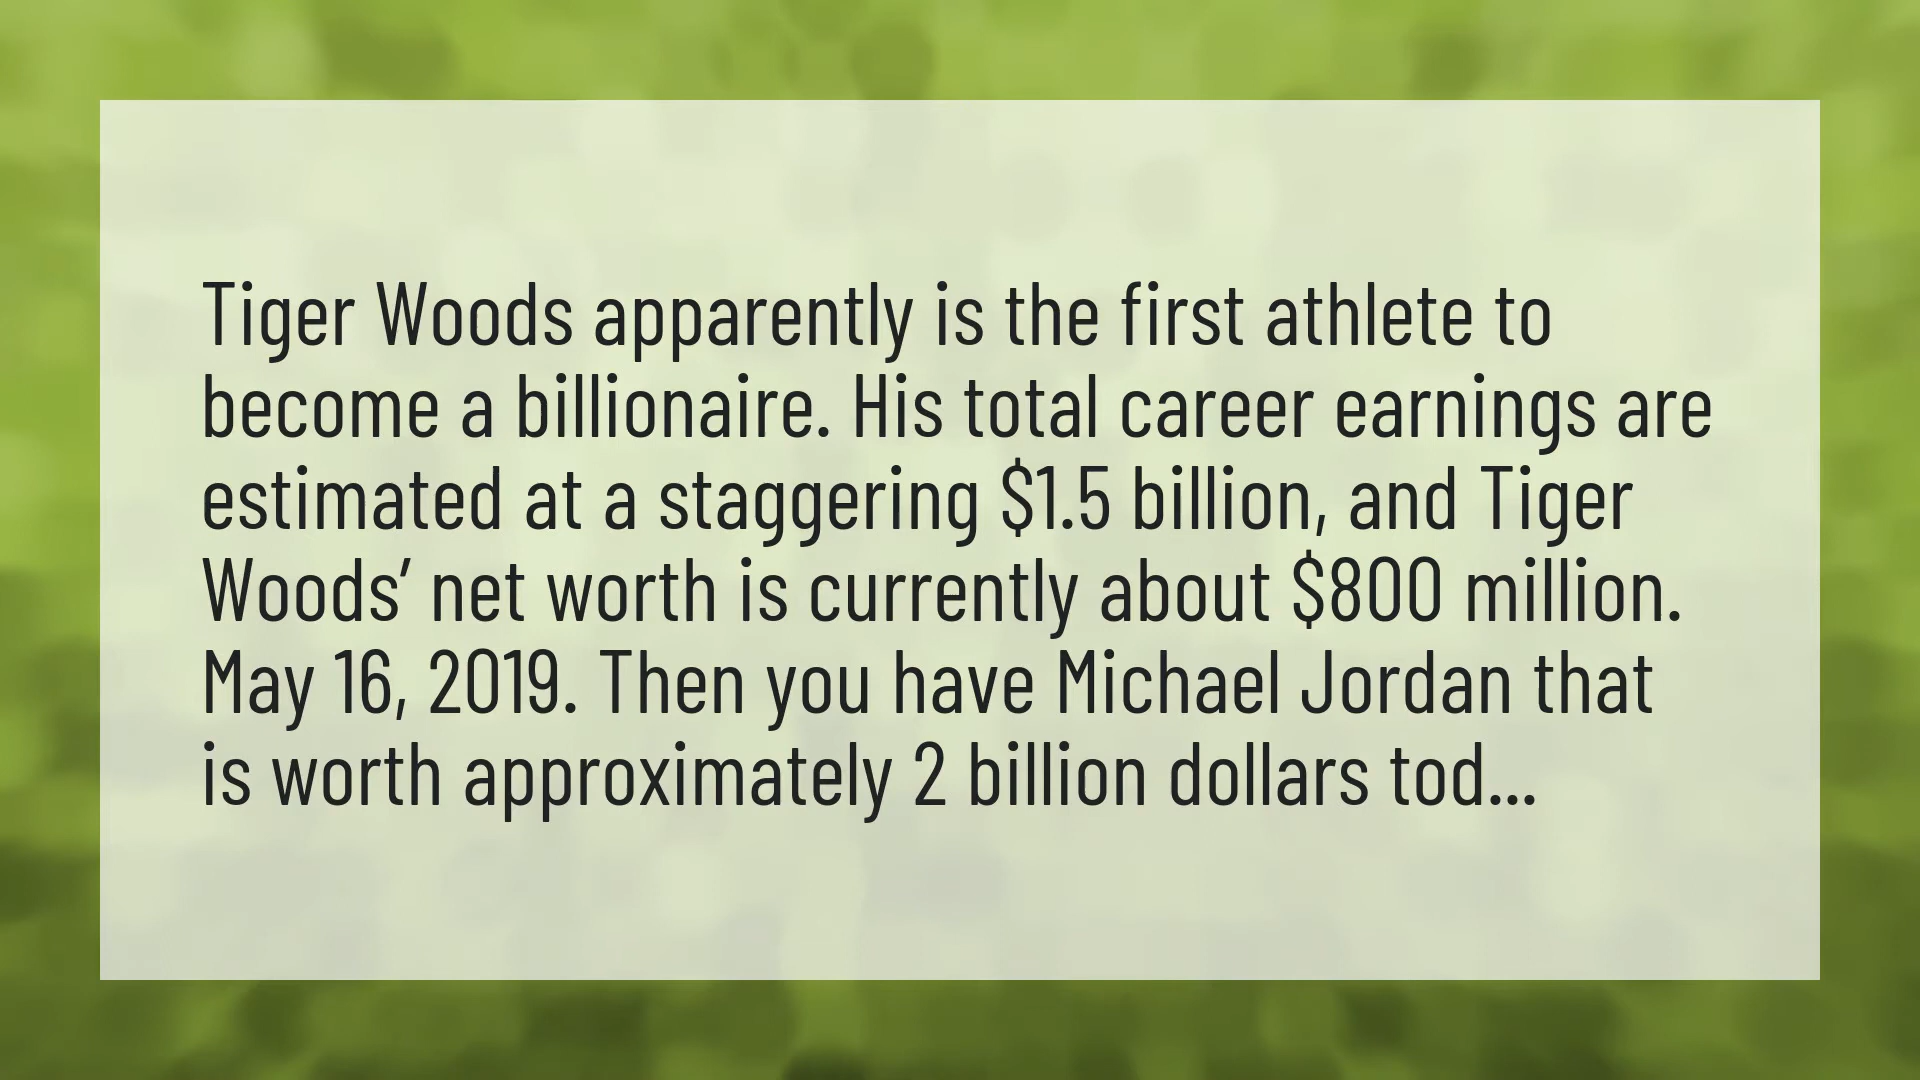 Tiger Woods apparently is the first athlete to
become a billionaire. His total career earnings are
estimated at a staggering $1.5 billion, and Tiger
Woods’ net worth is currently about $800 million.
May 16, 2019. Then you have Michael Jordan that
is worth approximately 2 billion dollars tod...